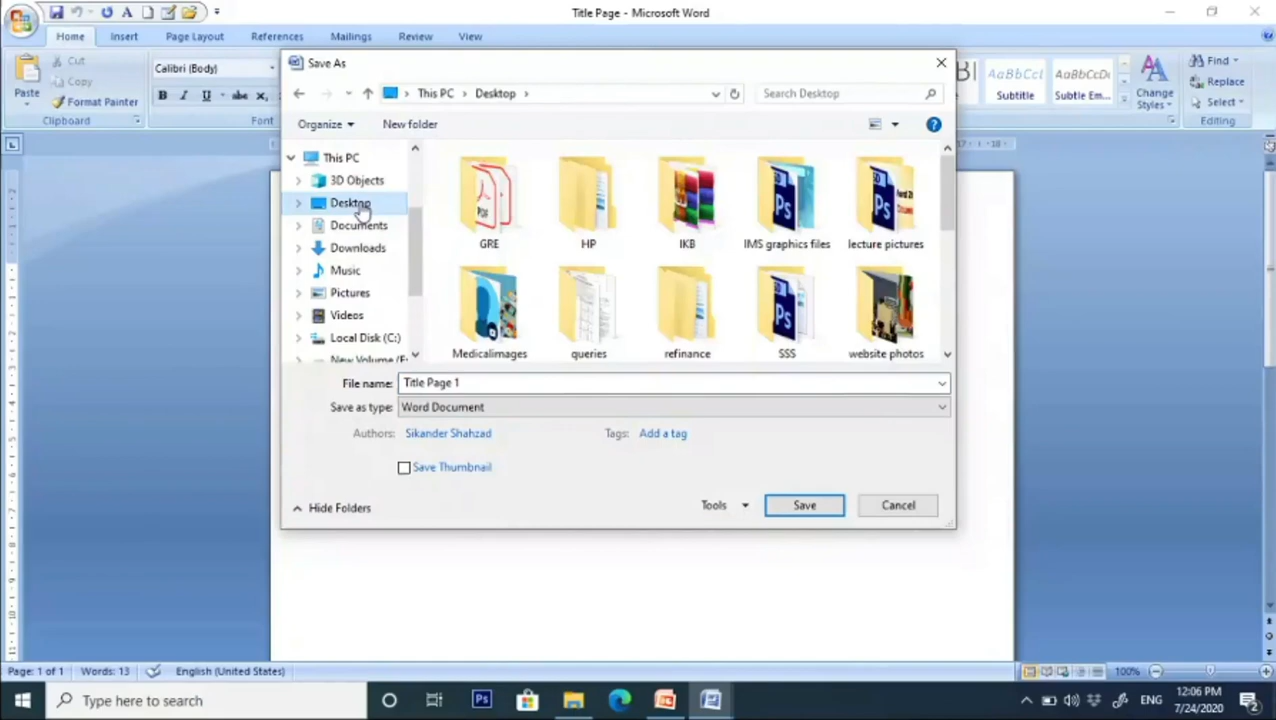 Title Page - Microsoft Word
Home Insert Page Layout References Mailings Review View
Save As
Cut
Copy
Paste
Format Painter
Clipboard
Calibri (Body)
B I U abc x,
Font
This PC > Desktop >
Search Desktop
AaBbCcI AaBbCcDc
Subtitle Subtle Em...
Change
Styles
Find
Replace
Select
Editing
Organize New folder
This PC
3D Objects
Desktop
Documents
Downloads
Music
Pictures
Videos
Local Disk (C:)
New Volume (E
GRE HP IKB IMS graphics files lecture pictures
Medicalimages queries refinance SSS website photos
File name: Title Page 1
Save as type: Word Document
Authors: Sikander Shahzad Tags: Add a tag
Save Thumbnail
Hide Folders Tools Save Cancel
Page: 1 of 1 Words: 13 English (United States) 100%
Type here to search
Ps
ENG
12:06 PM
7/24/2020
2